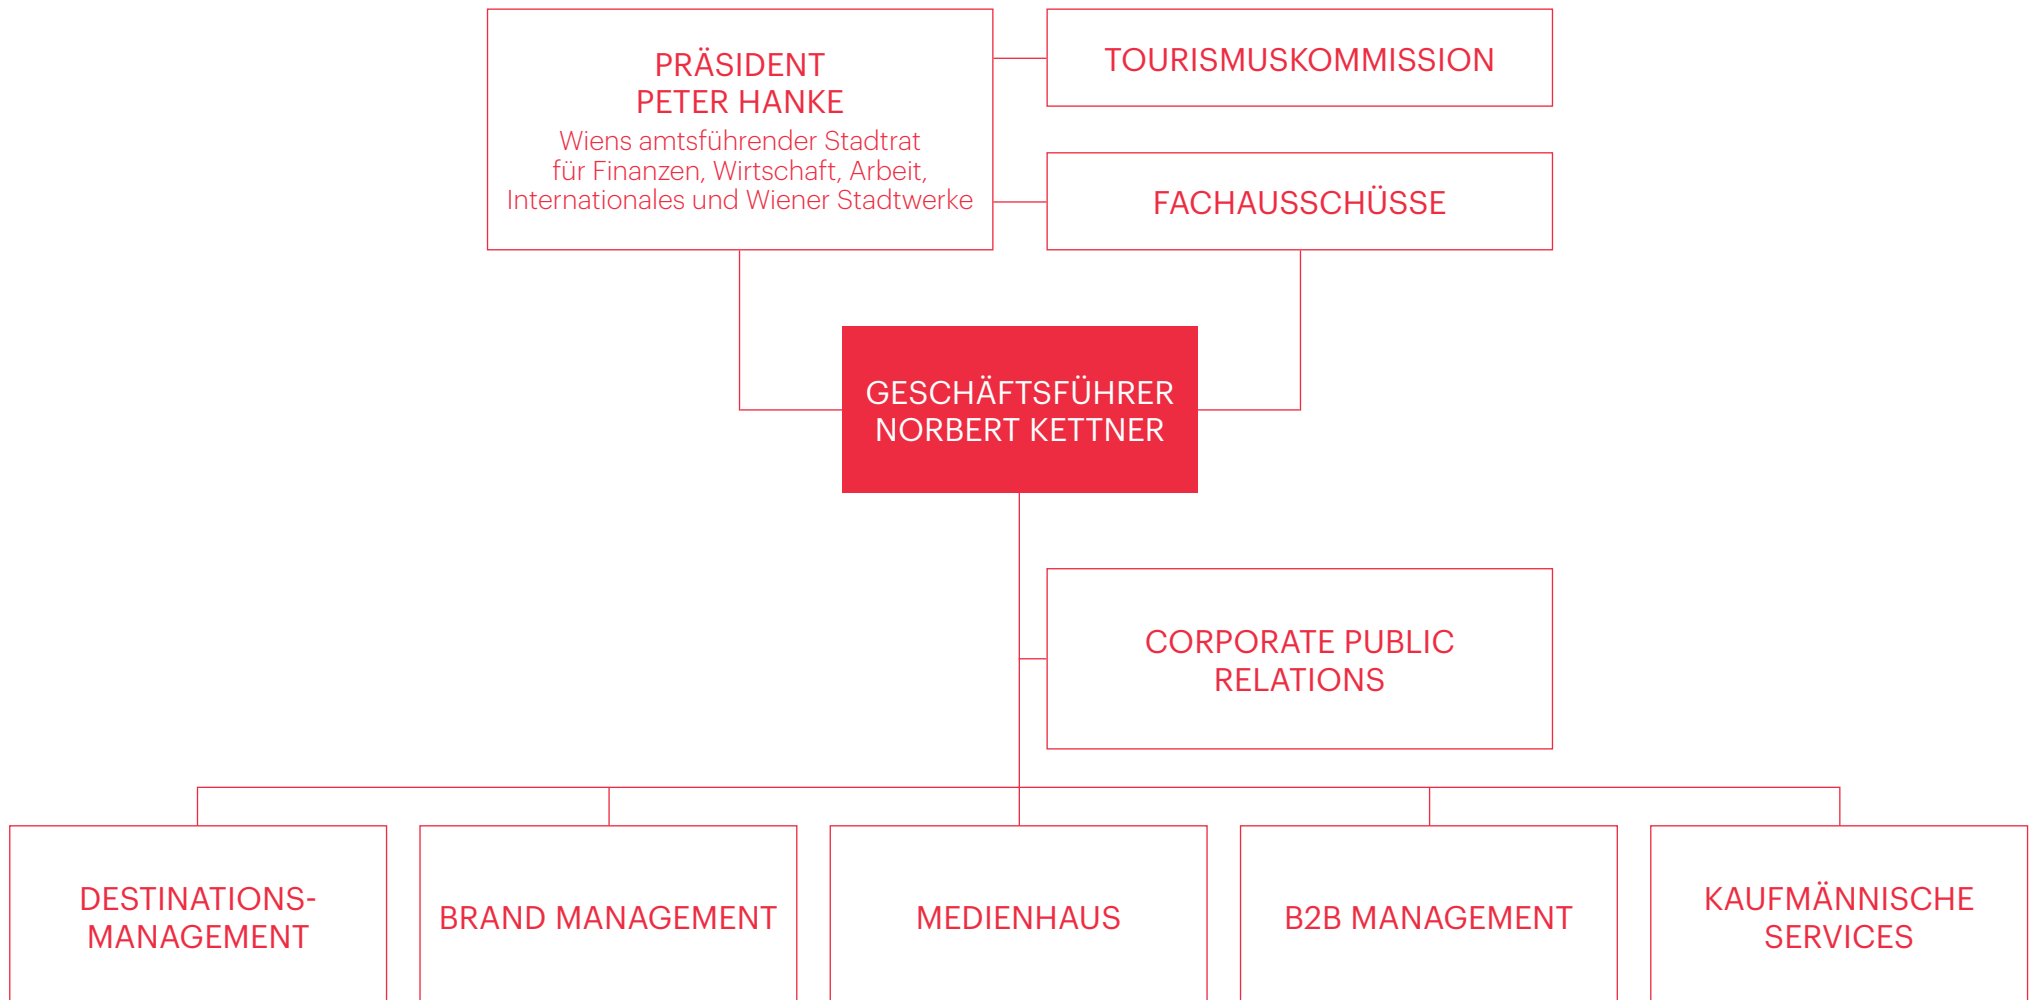 PRÄSIDENT
PETER HANKE
Wiens amtsführender Stadtrat
für Finanzen, Wirtschaft, Arbeit,
Internationales und Wiener Stadtwerke
TOURISMUSKOMMISSION
FACHAUSSCHÜSSE
GESCHÄFTSFÜHRER
NORBERT KETTNER
CORPORATE PUBLIC
RELATIONS
DESTINATIONS-
MANAGEMENT
BRAND MANAGEMENT
MEDIENHAUS
B2B MANAGEMENT
KAUFMÄNNISCHE
SERVICES